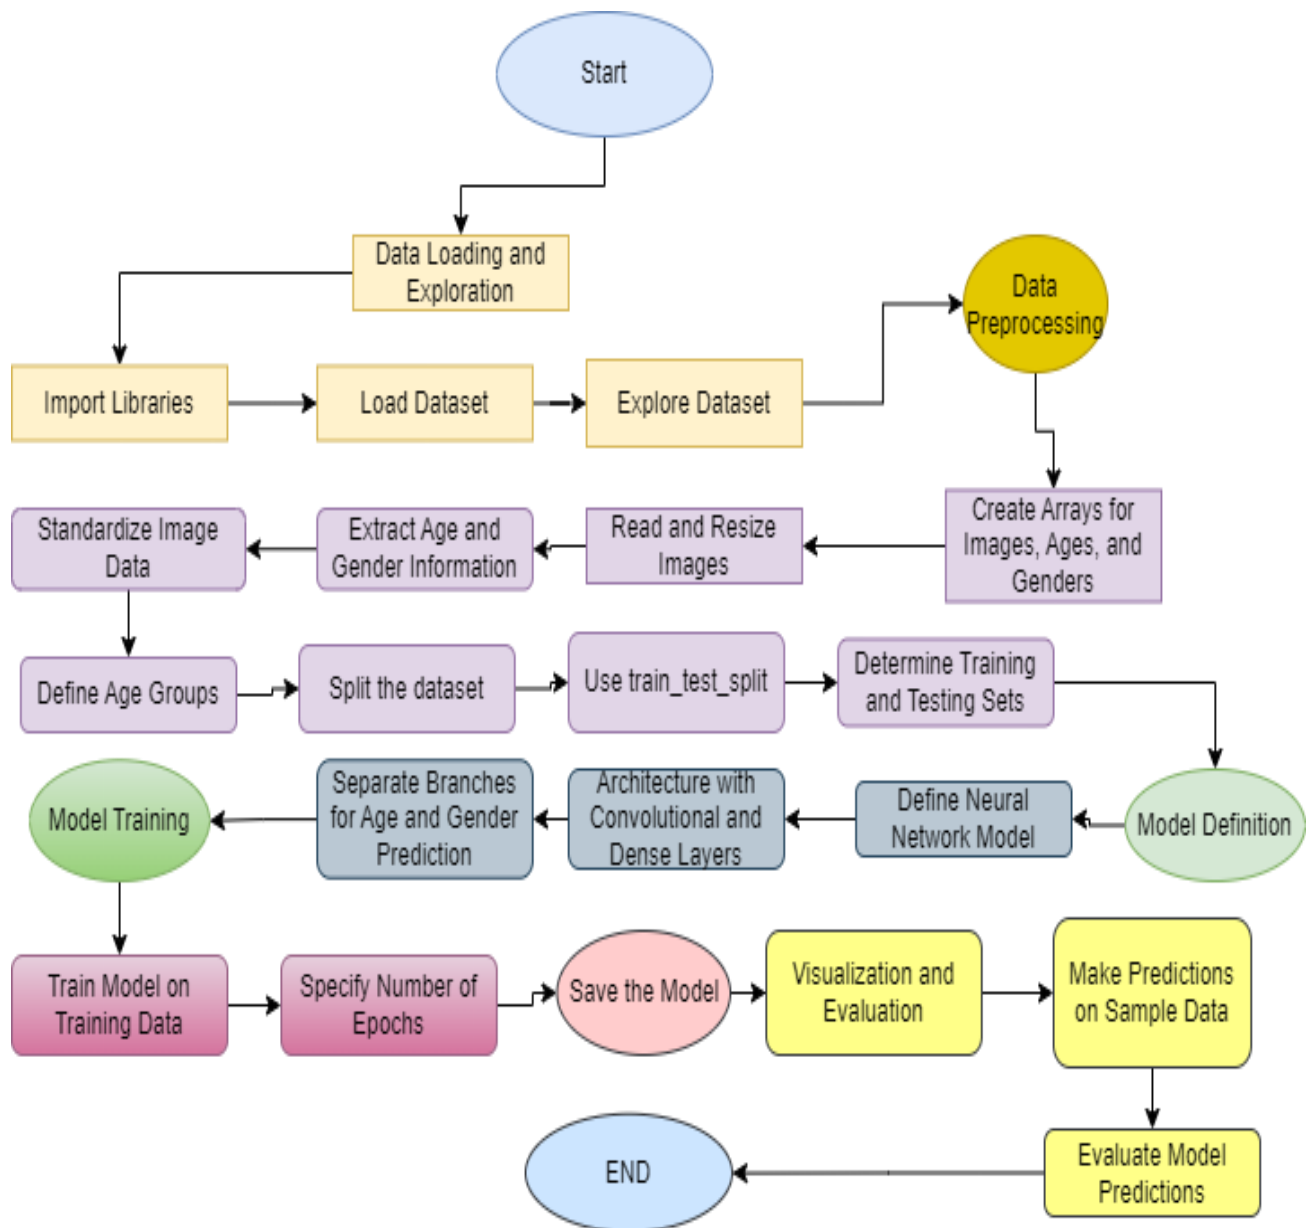 Start
Data Loading and
Exploration
Data
Preprocessing
Import Libraries
Load Dataset
Explore Dataset
Create Arrays for
Images, Ages, and
Genders
Read and Resize
Images
Extract Age and
Gender Information
Standardize Image
Data
Define Age Groups
Split the dataset
Use train_test_split
Determine Training
and Testing Sets
Model Definition
Define Neural
Network Model
Architecture with
Convolutional and
Dense Layers
Separate Branches
for Age and Gender
Prediction
Model Training
Train Model on
Training Data
Specify Number of
Epochs
Save the Model
Visualization and
Evaluation
Make Predictions
on Sample Data
Evaluate Model
Predictions
END